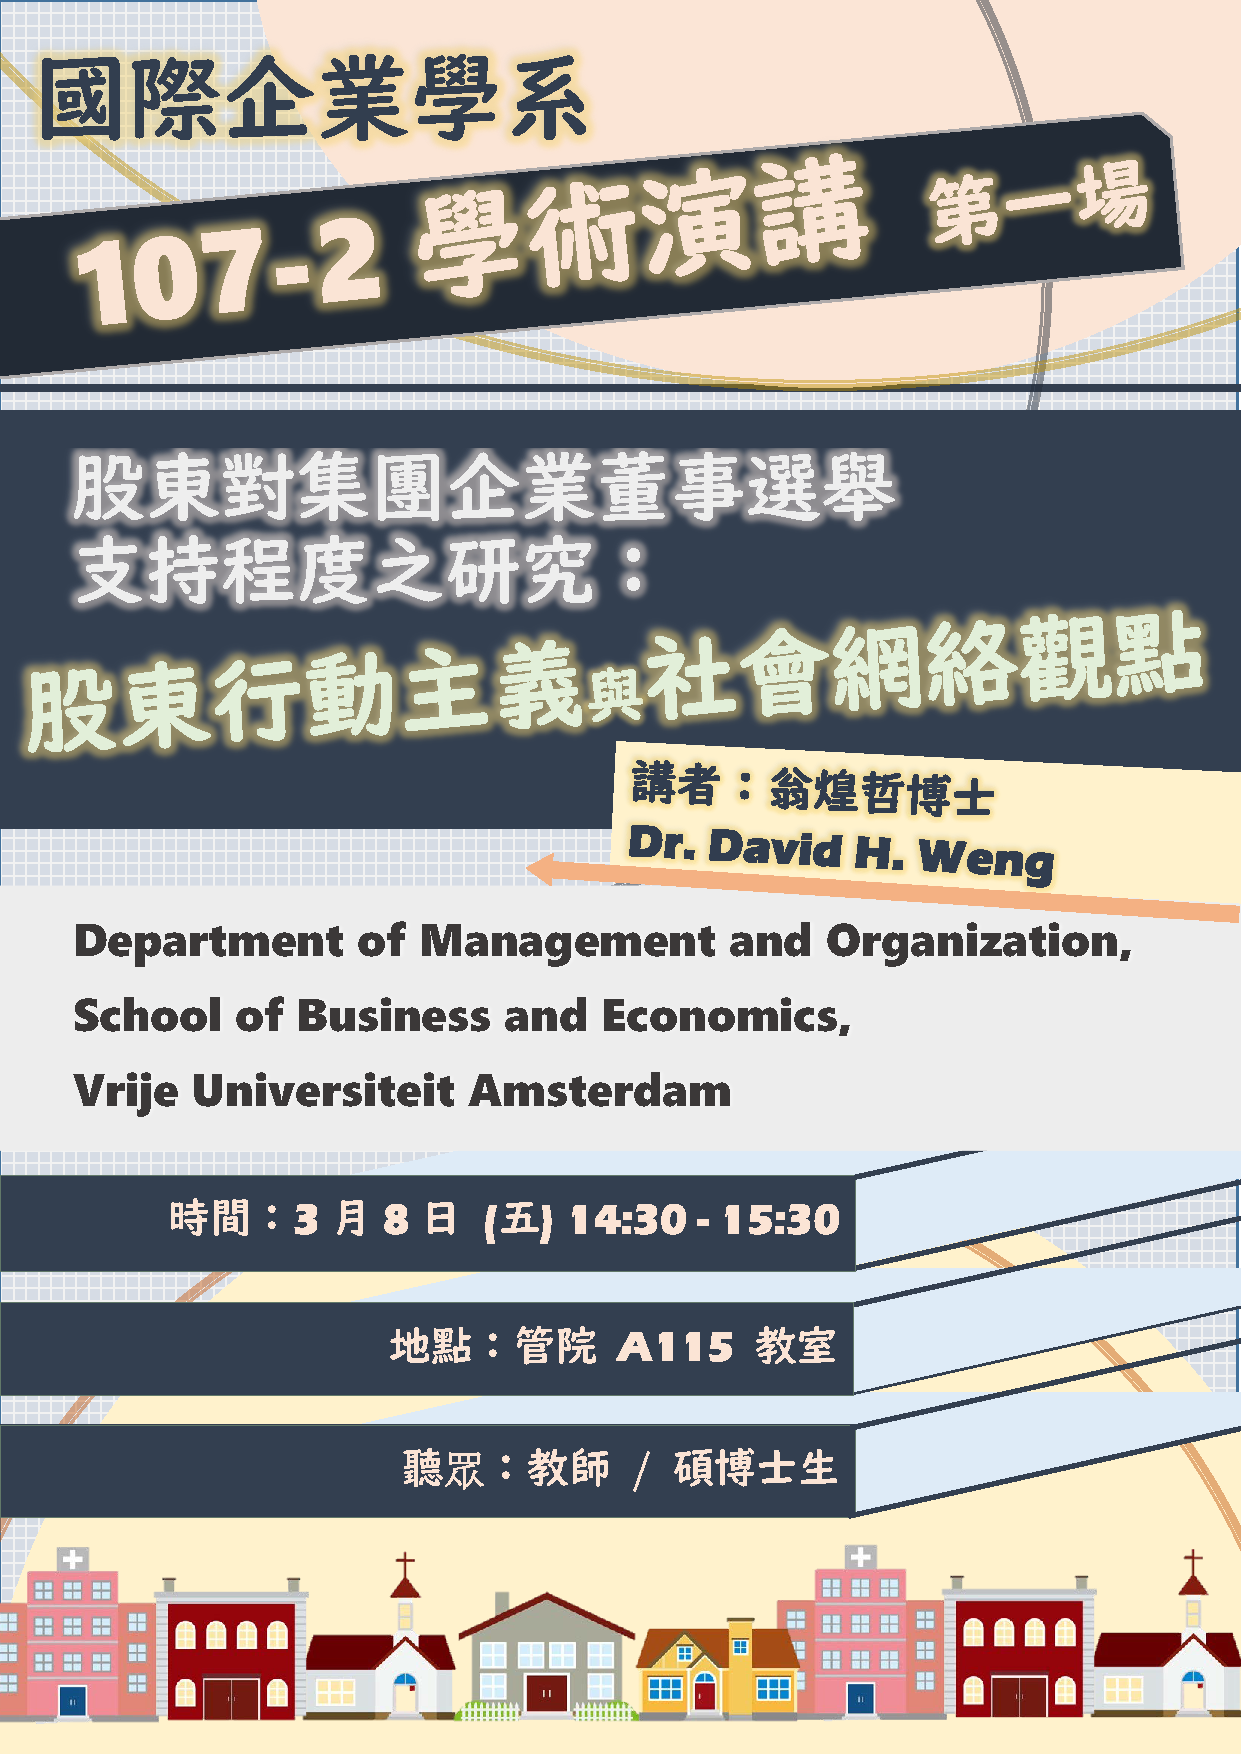 國際企業學系
107-2 學術演講 第一場
股東對集團企業董事選舉
支持程度之研究：
股東行動主義與社會網絡觀點
講者：翁煌哲博士
Dr. David H. Weng
Department of Management and Organization,
School of Business and Economics,
Vrije Universiteit Amsterdam
時間：3 月 8 日 (五) 14:30 - 15:30
地點：管院 A115 教室
聽眾：教師 / 碩博士生